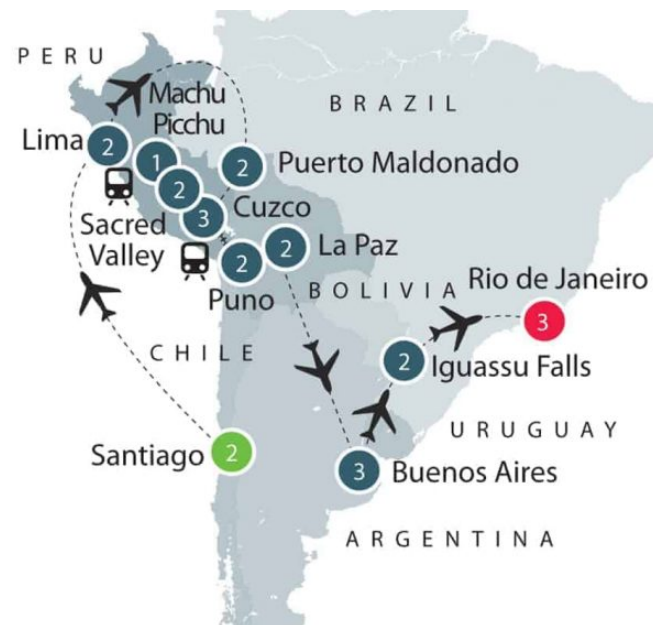 PERU
Machu
Picchu
BRAZIL
Lima
2
1
2
2
Puerto Maldonado
3
Cuzco
Sacred
Valley
2
La Paz
2
Puno
BOLIVIA
Rio de Janeiro
3
CHILE
2
Iguassu Falls
URUGUAY
Santiago
2
3
Buenos Aires
ARGENTINA